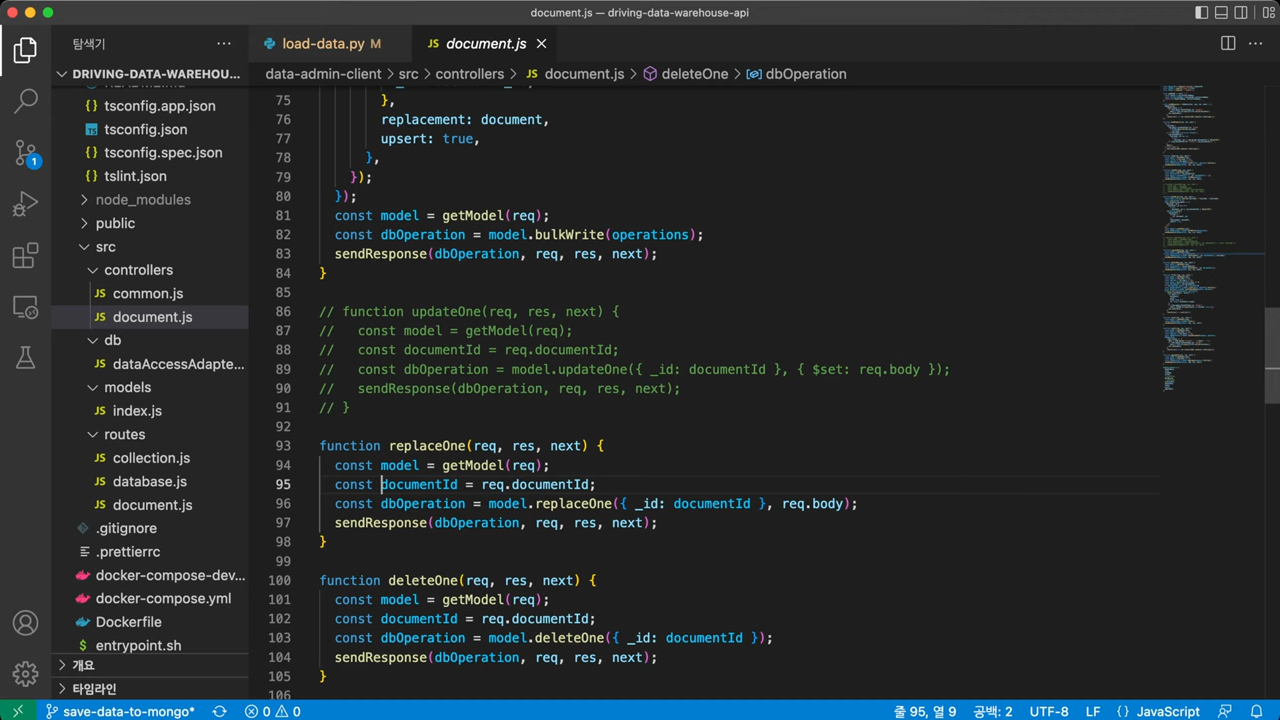 document.js — driving-data-warehouse-api
탐색기
DRIVING-DATA-WAREHOU...
tsconfig.app.json
tsconfig.json
tsconfig.spec.json
tslint.json
node_modules
public
src
controllers
common.js
document.js
db
dataAccessAdapte...
models
index.js
routes
collection.js
database.js
document.js
.gitignore
.prettierrc
docker-compose-dev...
docker-compose.yml
Dockerfile
entrypoint.sh
개요
타임라인
load-data.py M
document.js
data-admin-client > src > controllers > document.js > deleteOne > dbOperation
75 },
76 replacement: document,
77 upsert: true,
78 },
79 });
80 });
81 const model = getModel(req);
82 const dbOperation = model.bulkWrite(operations);
83 sendResponse(dbOperation, req, res, next);
84 }
85
86 // function updateOne(req, res, next) {
87 //   const model = getModel(req);
88 //   const documentId = req.documentId;
89 //   const dbOperation = model.updateOne({ _id: documentId }, { $set: req.body });
90 //   sendResponse(dbOperation, req, res, next);
91 // }
92
93 function replaceOne(req, res, next) {
94 const model = getModel(req);
95 const documentId = req.documentId;
96 const dbOperation = model.replaceOne({ _id: documentId }, req.body);
97 sendResponse(dbOperation, req, res, next);
98 }
99
100 function deleteOne(req, res, next) {
101 const model = getModel(req);
102 const documentId = req.documentId;
103 const dbOperation = model.deleteOne({ _id: documentId });
104 sendResponse(dbOperation, req, res, next);
105 }
106
1
save-data-to-mongo* 0 0 줄 95, 열 9 공백: 2 UTF-8 LF {} JavaScript